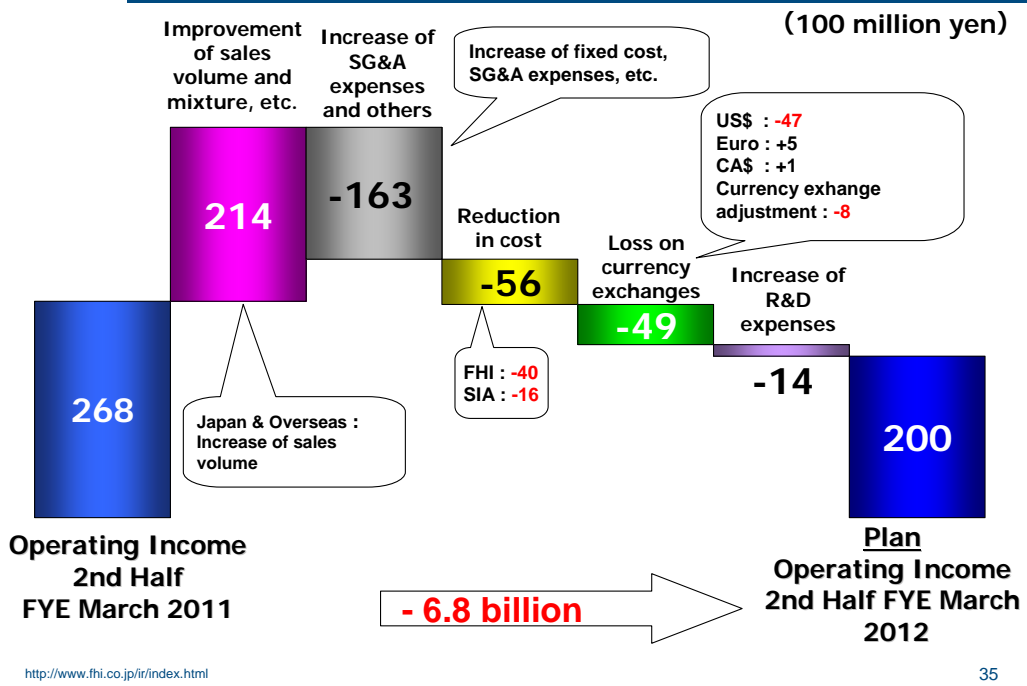 (100 million yen)
Improvement
of sales
volume and
mixture, etc.
Increase of
SG&A
expenses
and others
Increase of fixed cost,
SG&A expenses, etc.
US$ : -47
Euro : +5
CA$ : +1
Currency exhange
adjustment : -8
214
-163
Reduction
in cost
-56
Loss on
currency
exchanges
-49
Increase of
R&D
expenses
-14
FHI : -40
SIA : -16
268
Japan & Overseas :
Increase of sales
volume
200
Operating Income
2nd Half
FYE March 2011
- 6.8 billion
Plan
Operating Income
2nd Half FYE March
2012
http://www.fhi.co.jp/ir/index.html
35